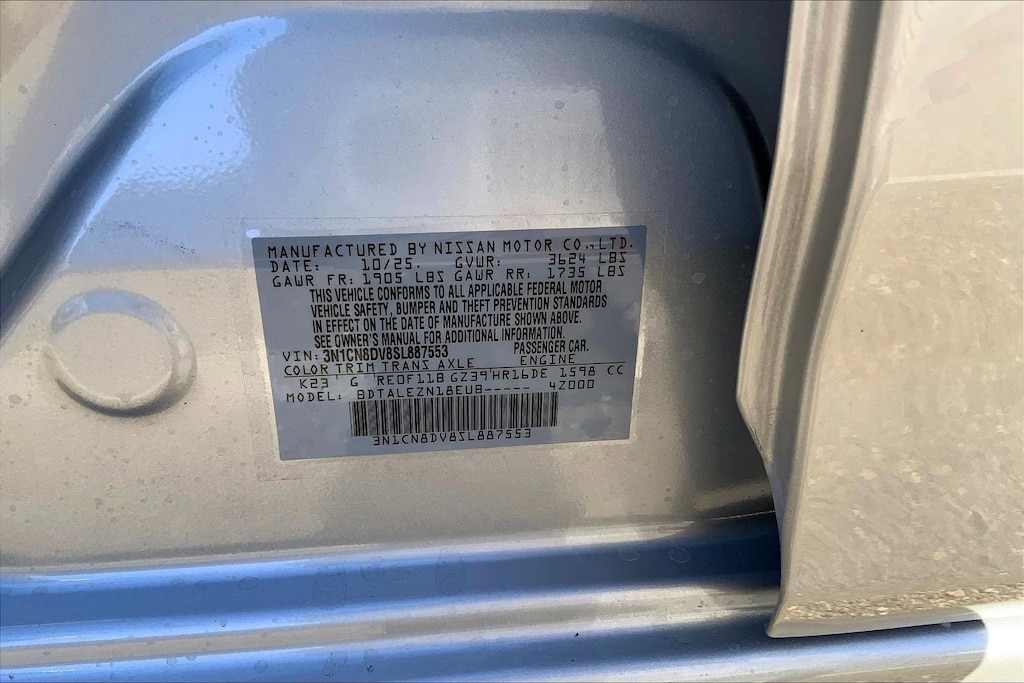 MANUFACTURED BY NISSAN MOTOR CO., LTD.
DATE: 10/25. GVWR: 3624 LBS
GAWR FR: 1905 LBS GAWR RR: 1735 LBS
THIS VEHICLE CONFORMS TO ALL APPLICABLE FEDERAL MOTOR
VEHICLE SAFETY, BUMPER AND THEFT PREVENTION STANDARDS
IN EFFECT ON THE DATE OF MANUFACTURE SHOWN ABOVE.
SEE OWNER'S MANUAL FOR ADDITIONAL INFORMATION.
VIN: 3N1CN8DV8SL887553 PASSENGER CAR.
COLOR TRIM TRANS AXLE ENGINE
K23 G RE0F11B GZ39 HR16DE 1598 CC
MODEL: BDTALEZN18EUB----- 4Z000
3N1CN8DV8SL887553